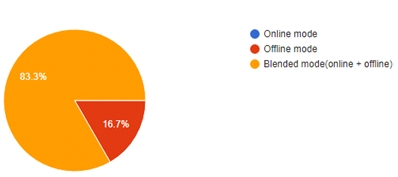 Online mode
Offline mode
Blended mode(online + offline)
83.3%
16.7%